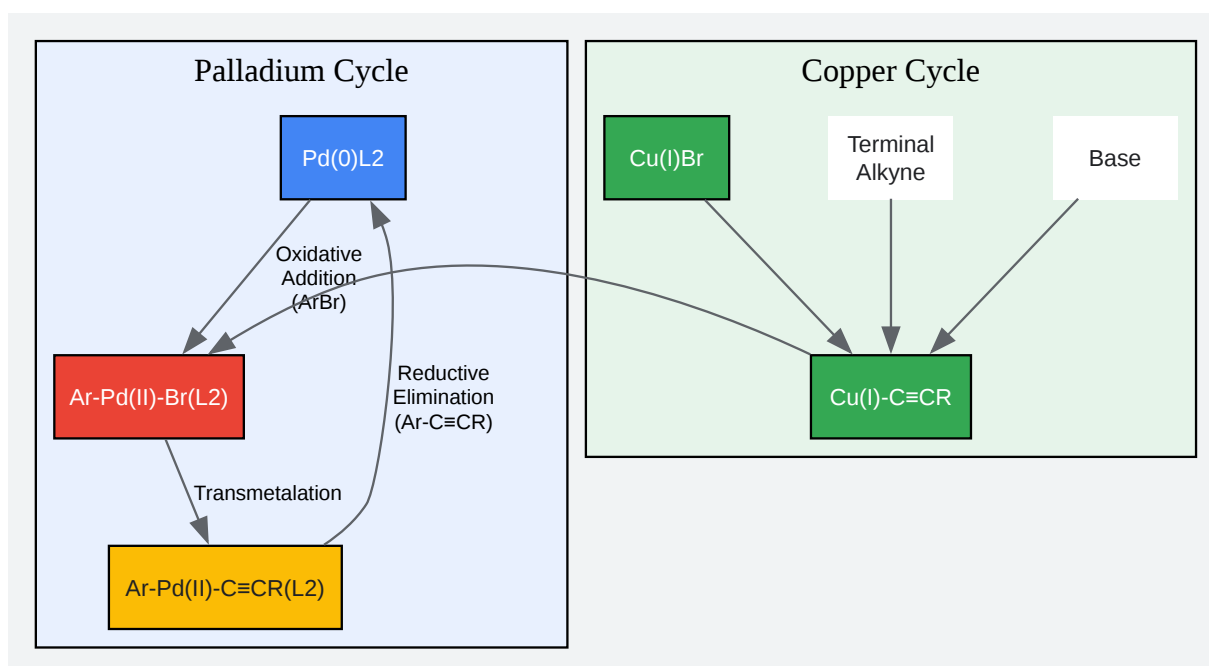 Palladium Cycle
Pd(0)L2
Oxidative
Addition
(ArBr)
Ar-Pd(II)-Br(L2)
Reductive
Elimination
(Ar-C≡CR)
Transmetalation
Ar-Pd(II)-C≡CR(L2)
Copper Cycle
Cu(I)Br
Terminal
Alkyne
Base
Cu(I)-C≡CR